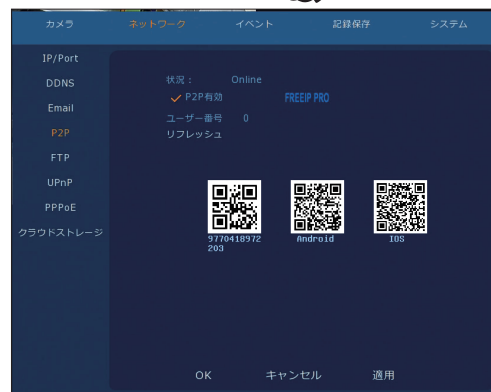 カメラ ネットワーク イベント 記録保存 システム
IP/Port
DDNS
Email
P2P
FTP
UPnP
PPPoE
クラウドストレージ
状況： Online
P2P有効 FREEIP PRO
ユーザー番号 0
リフレッシュ
9770418972
203
Android
IOS
OK キャンセル 適用